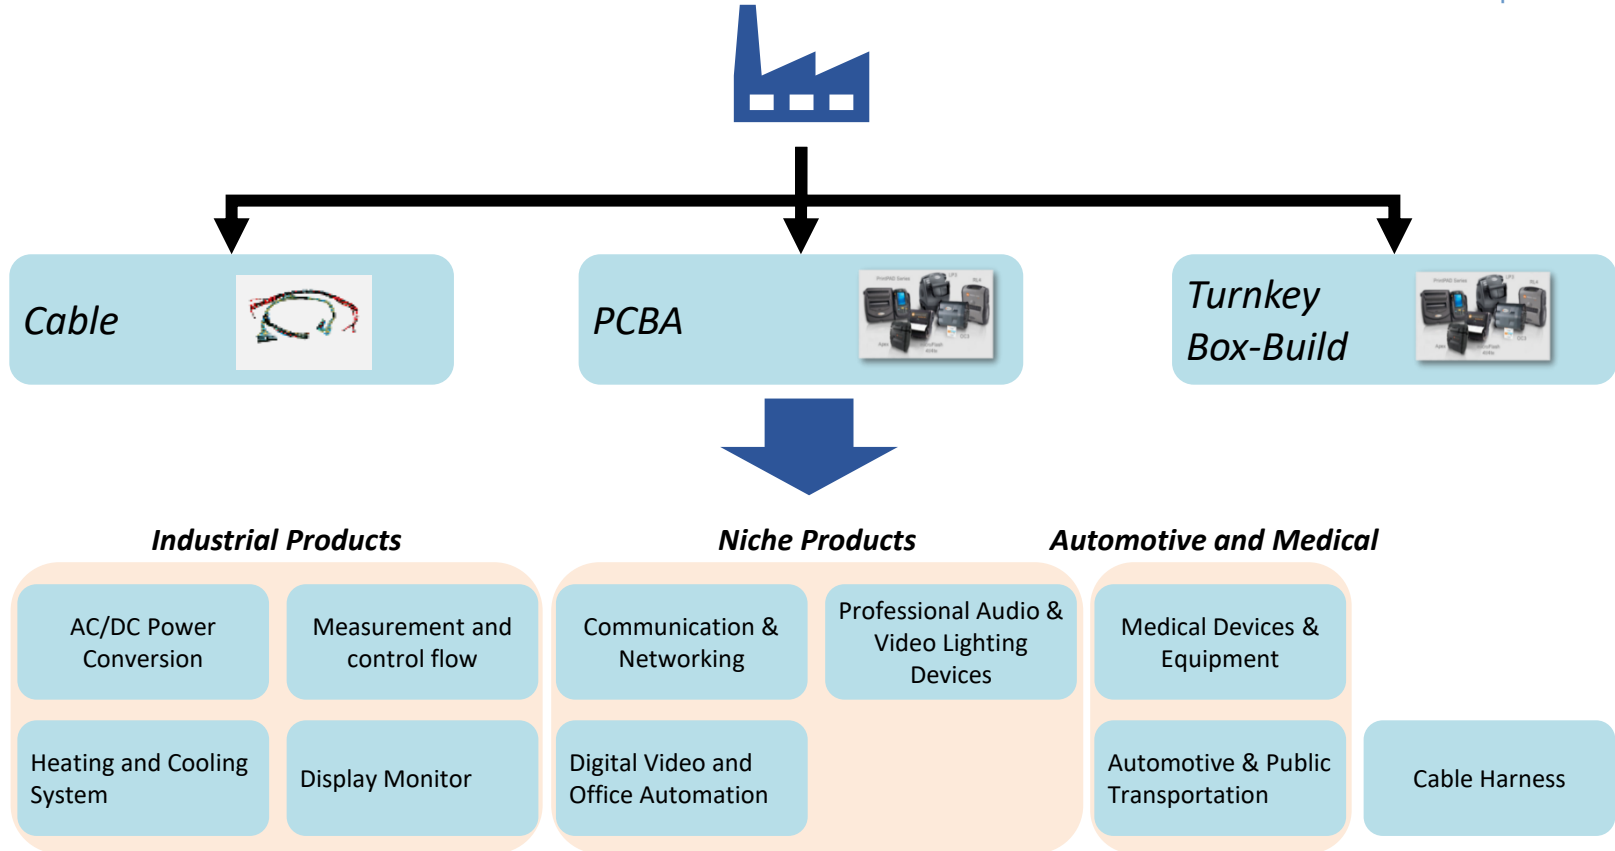 Cable
PCBA
Turnkey
Box-Build
Industrial Products
Niche Products
Automotive and Medical
AC/DC Power
Conversion
Measurement and
control flow
Communication &
Networking
Professional Audio &
Video Lighting
Devices
Medical Devices &
Equipment
Heating and Cooling
System
Display Monitor
Digital Video and
Office Automation
Automotive & Public
Transportation
Cable Harness